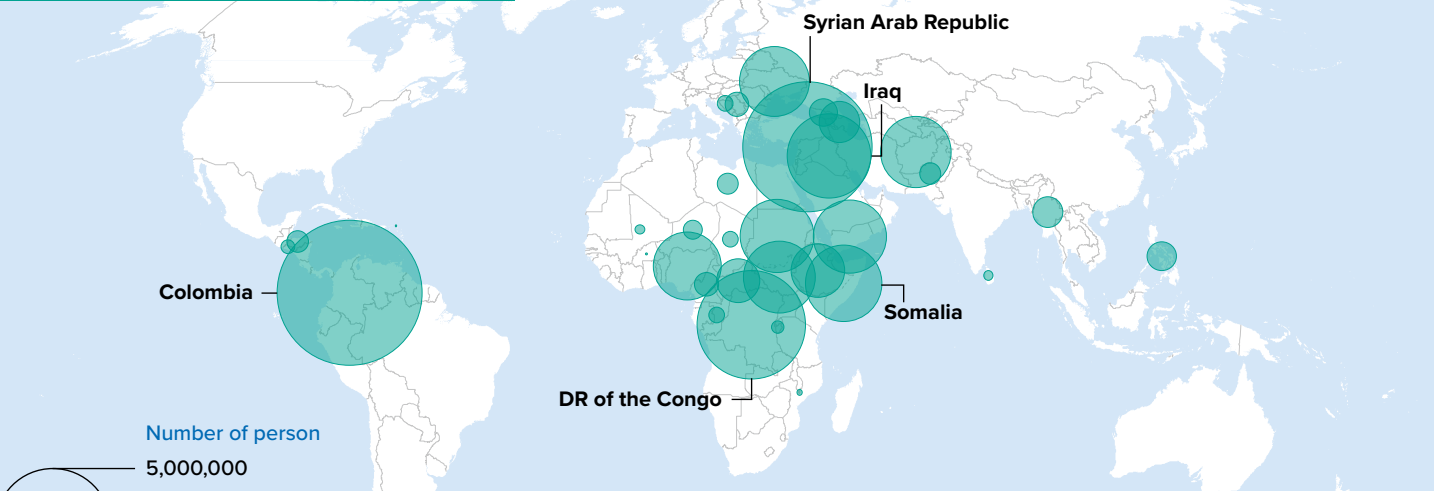 Syrian Arab Republic
Iraq
Colombia
Somalia
DR of the Congo
Number of person
5,000,000